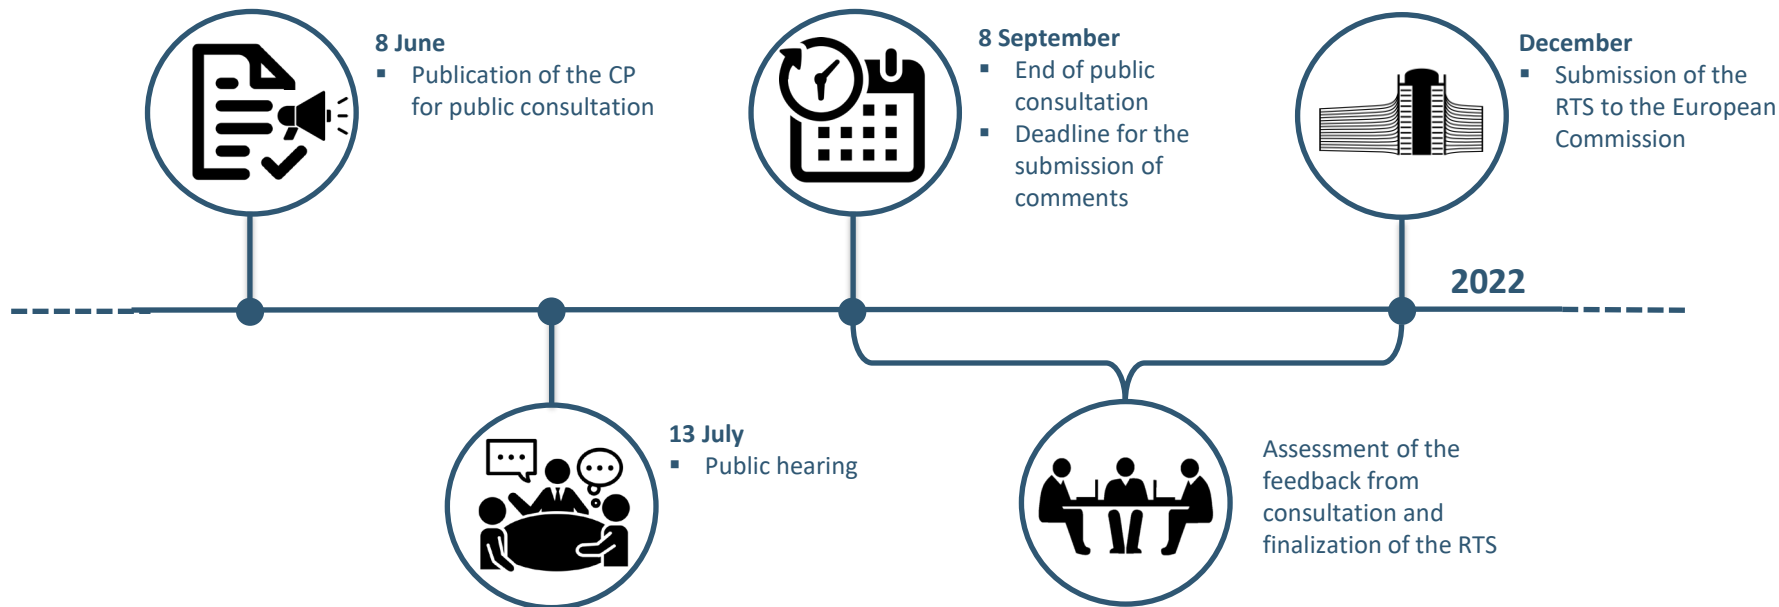 8 June
▪ Publication of the CP
for public consultation
8 September
▪ End of public
consultation
▪ Deadline for the
submission of
comments
December
▪ Submission of the
RTS to the European
Commission
2022
13 July
▪ Public hearing
Assessment of the
feedback from
consultation and
finalization of the RTS